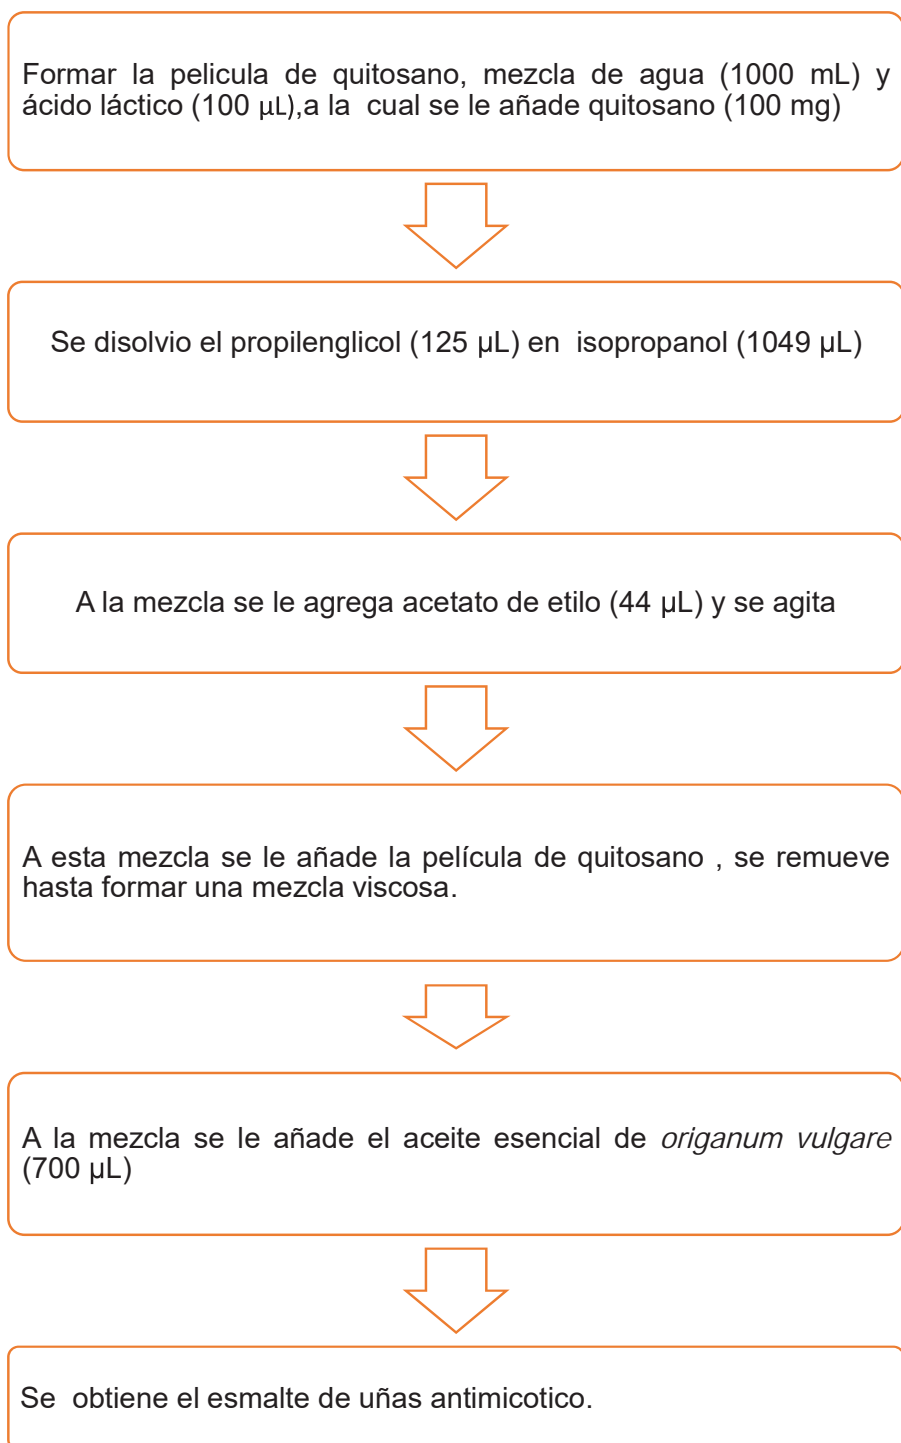 Formar la pelicula de quitosano, mezcla de agua (1000 mL) y
ácido láctico (100 µL),a la cual se le añade quitosano (100 mg)
Se disolvio el propilenglicol (125 µL) en isopropanol (1049 µL)
A la mezcla se le agrega acetato de etilo (44 µL) y se agita
A esta mezcla se le añade la película de quitosano , se remueve
hasta formar una mezcla viscosa.
A la mezcla se le añade el aceite esencial de origanum vulgare
(700 µL)
Se obtiene el esmalte de uñas antimicotico.